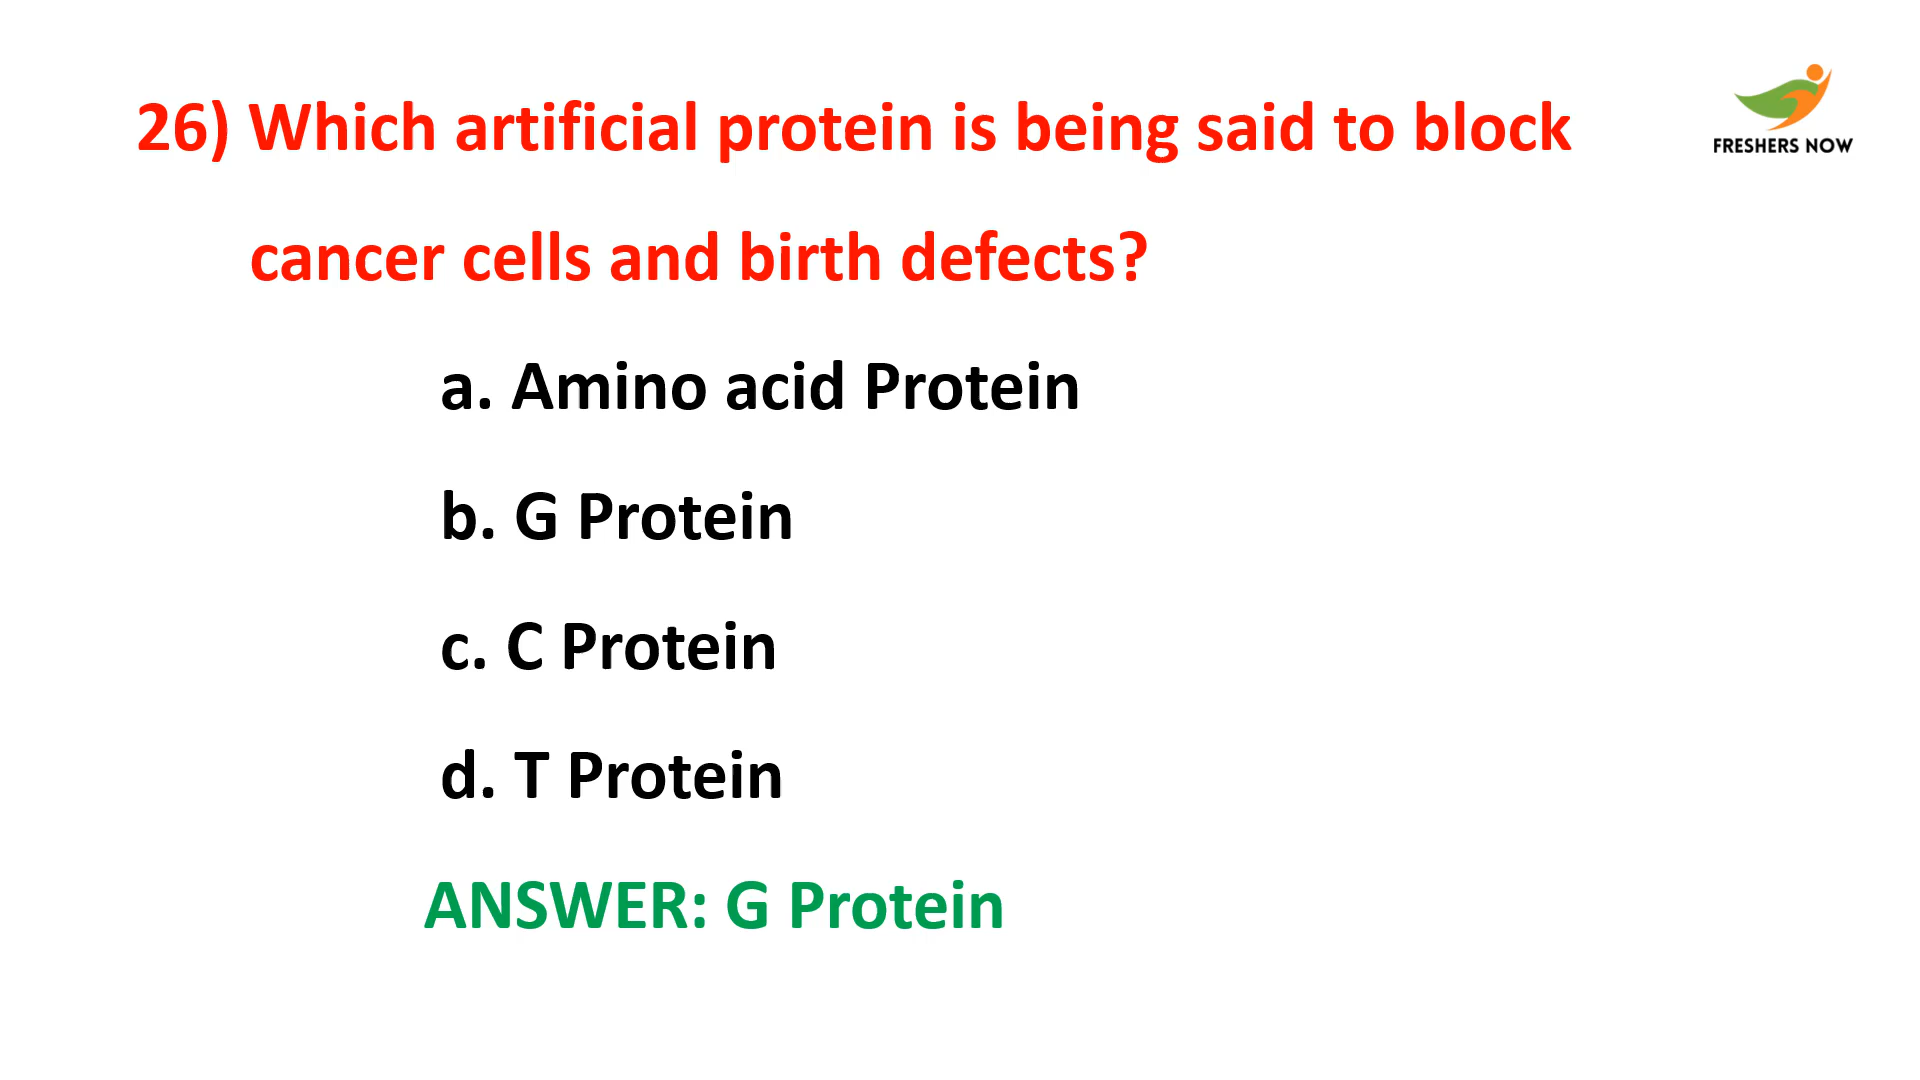 26) Which artificial protein is being said to block
cancer cells and birth defects?
a. Amino acid Protein
b. G Protein
c. C Protein
d. T Protein
ANSWER: G Protein
FRESHERS NOW